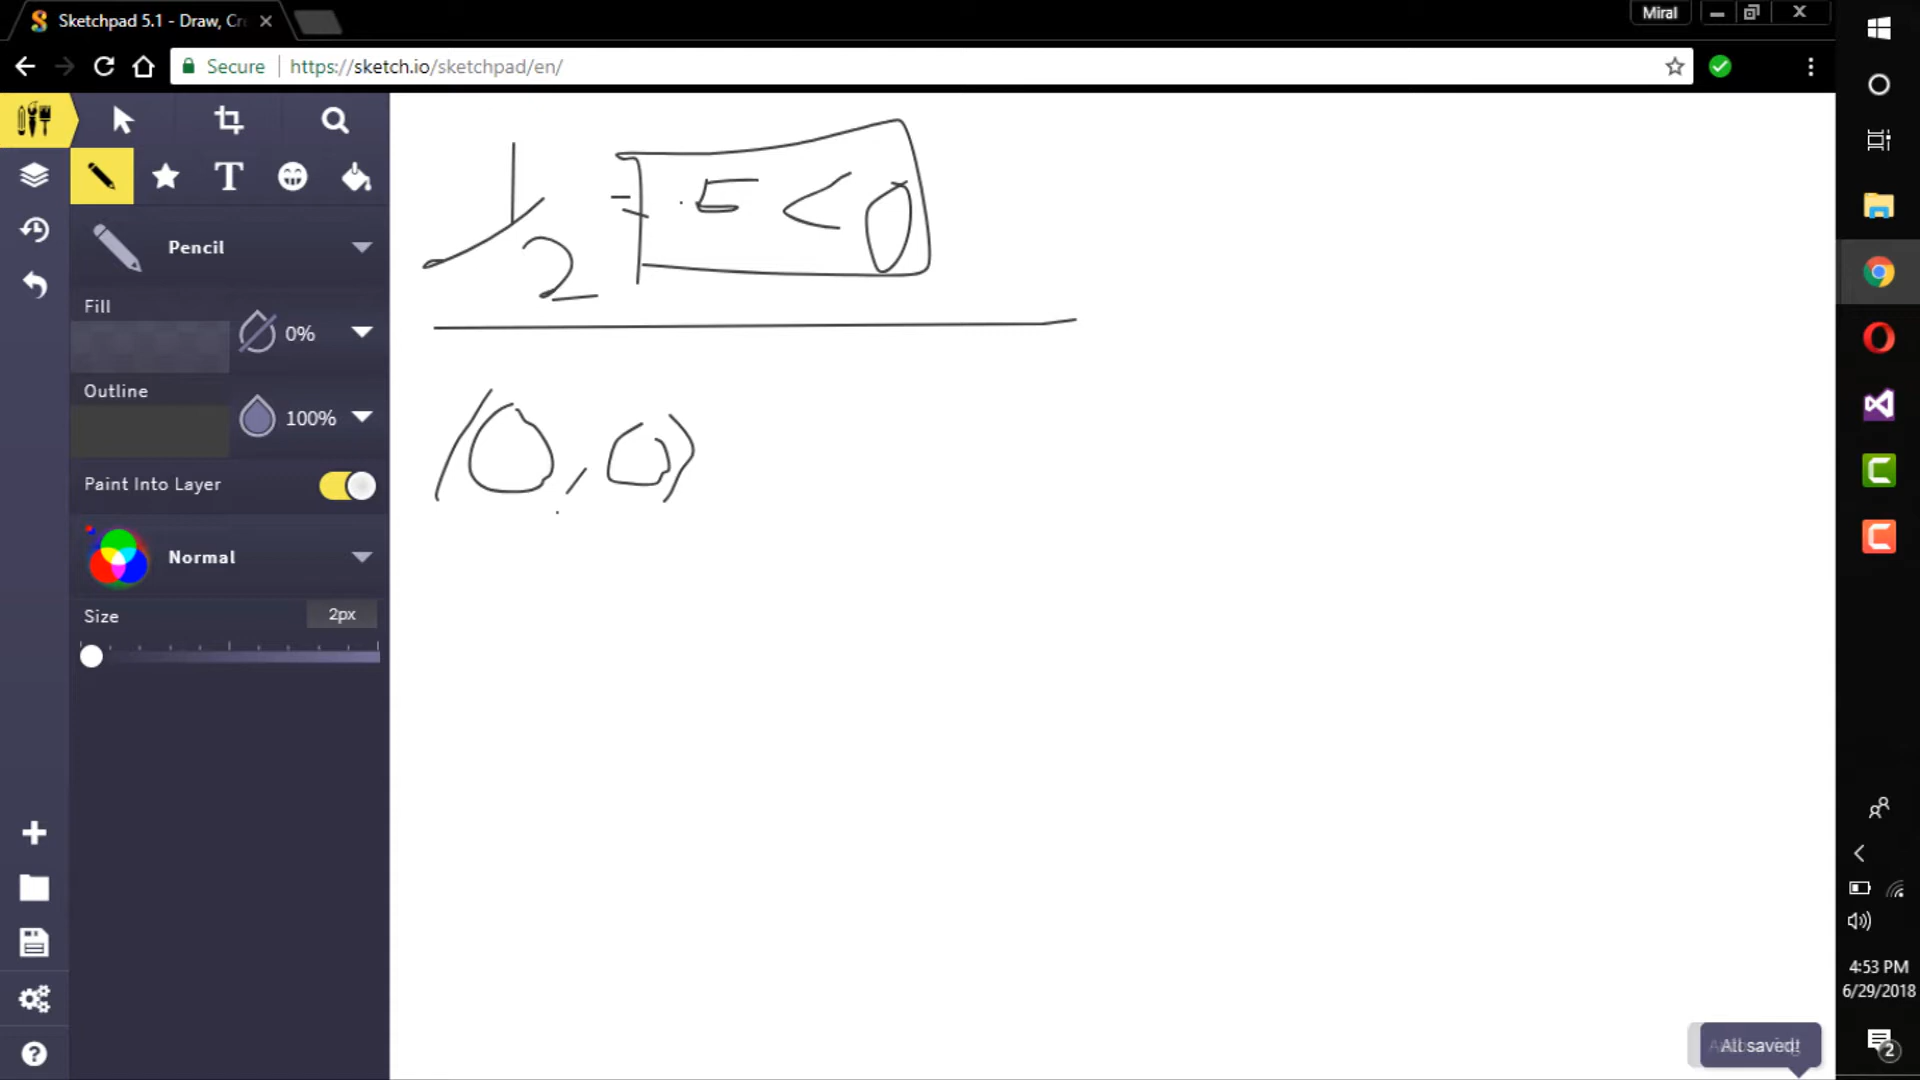 Sketchpad 5.1 - Draw, Cr
Miral
Secure
https://sketch.io/sketchpad/en/
1/2 = .5 < 0
T
Pencil
Fill
0%
Outline
100%
(0,0)
Paint Into Layer
Normal
Size
2px
4:53 PM
6/29/2018
All saved!
2